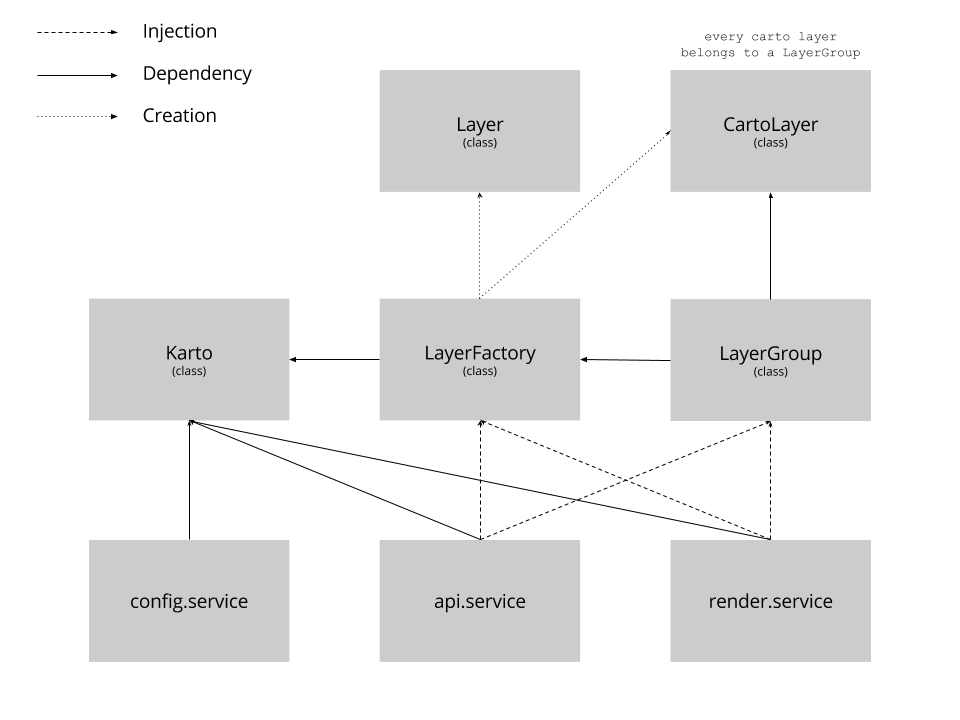 Injection
Dependency
Creation
every carto layer
belongs to a LayerGroup
Layer
(class)
CartoLayer
(class)
Karto
(class)
LayerFactory
(class)
LayerGroup
(class)
config.service
api.service
render.service